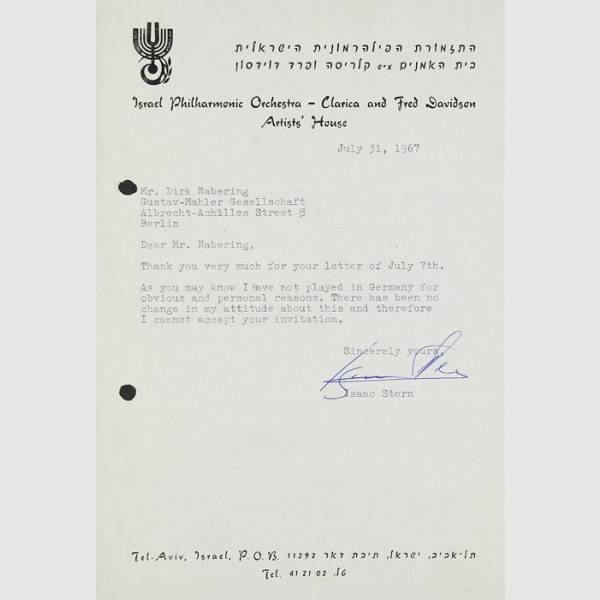 התזמורת הפילהרמונית הישראלית
בית האמנים ע״ש קלריסה ופרד דוידסון
Israel Philharmonic Orchestra – Clarica and Fred Davidson
Artists' House
July 31, 1967
Mr. Dirk Nabering
Gustav-Mahler Gesellschaft
Albrecht-Achilles Street 8
Berlin
Dear Mr. Nabering,
Thank you very much for your letter of July 7th.
As you may know I have not played in Germany for
obvious and personal reasons. There has been no
change in my attitude about this and therefore
I cannot accept your invitation.
Sincerely yours,
Isaac Stern
Tel-Aviv, Israel, P.O.B. 11292 תל-אביב, ישראל, תיבת דאר
Tel. 41 21 02 .טל